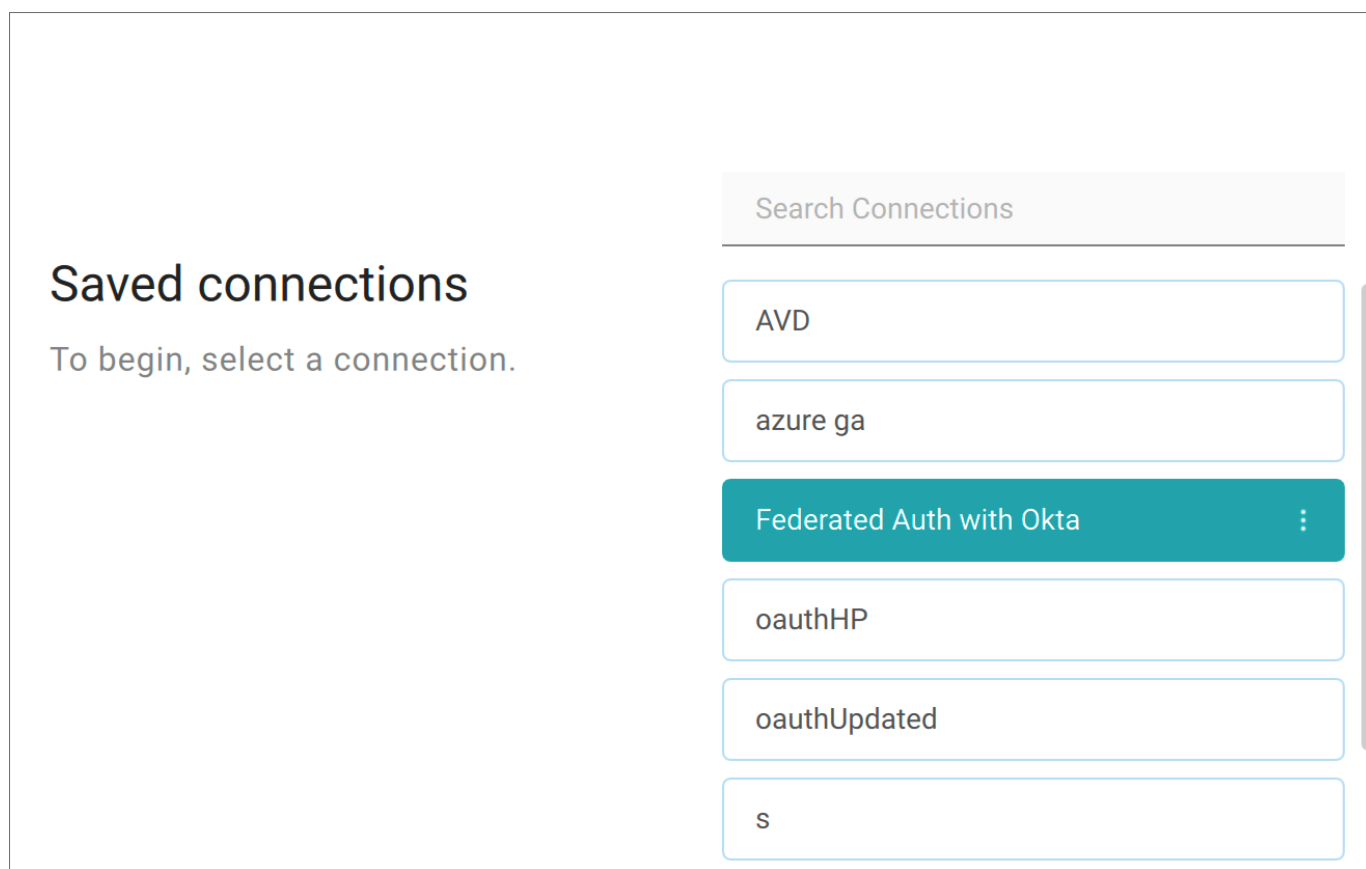 Saved connections
To begin, select a connection.
Search Connections
AVD
azure ga
Federated Auth with Okta
oauthHP
oauthUpdated
s